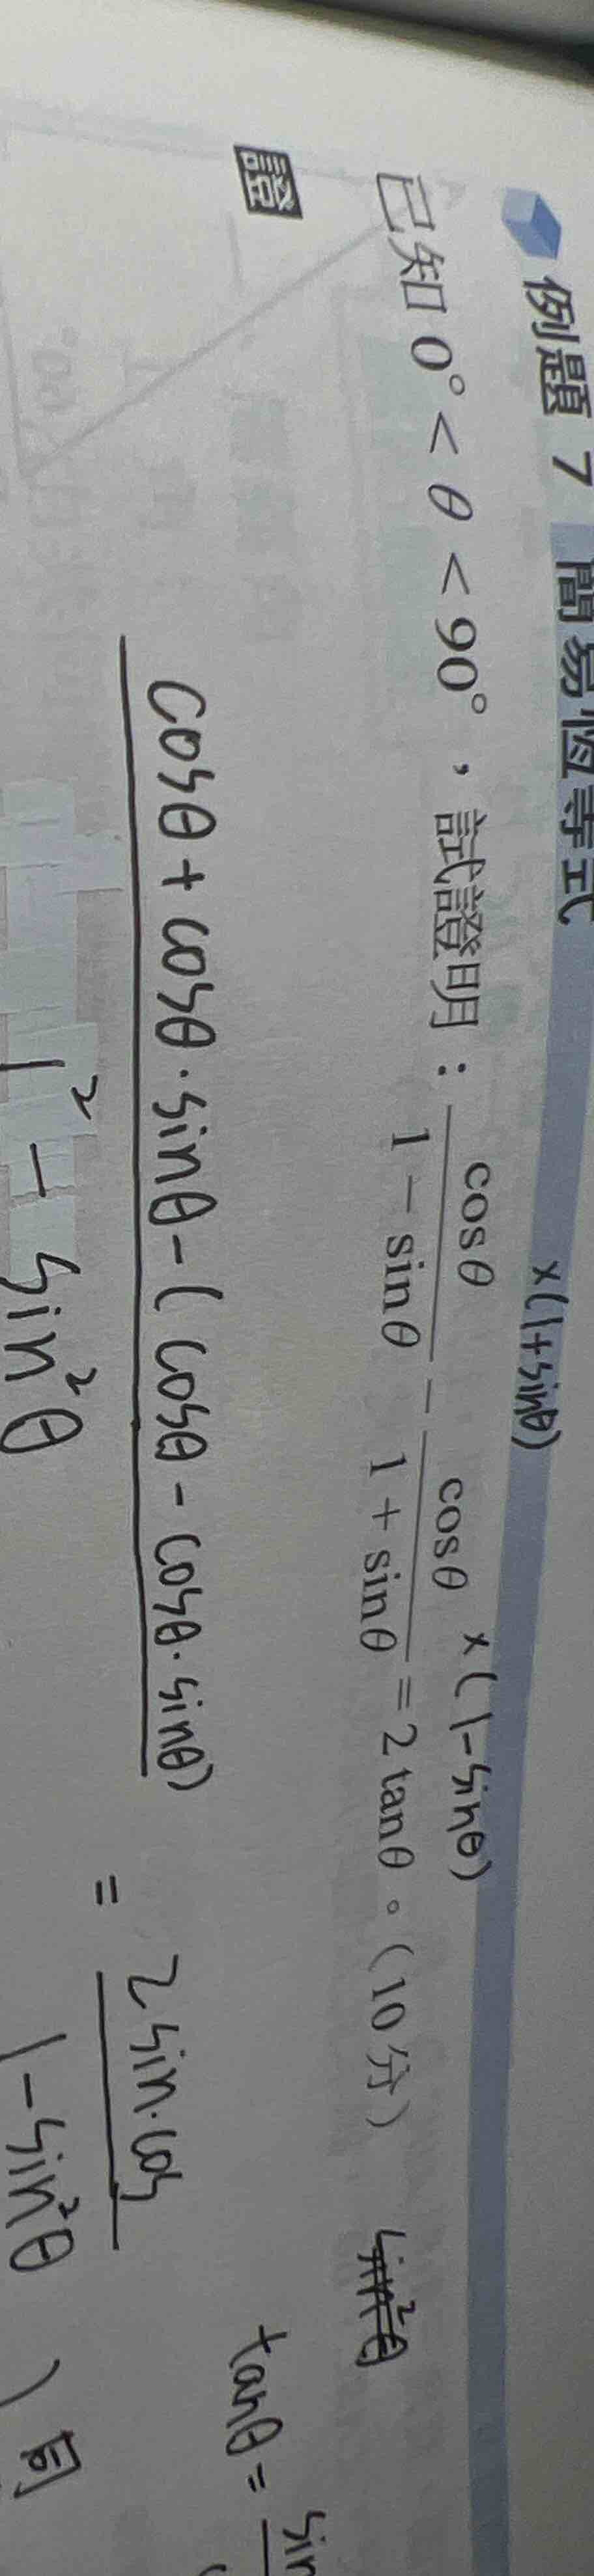 例題 7 簡易恆等式
×(1+sinθ)
×(1-sinθ)
已知 0° < θ < 90°，試證明：cosθ/(1 − sinθ) − cosθ/(1 + sinθ) = 2 tanθ。（10分）
證
tanθ = sin
cosθ + cosθ·sinθ − (cosθ − cosθ·sinθ) / 1² − sin²θ = 2sin·cos / 1 − sin²θ